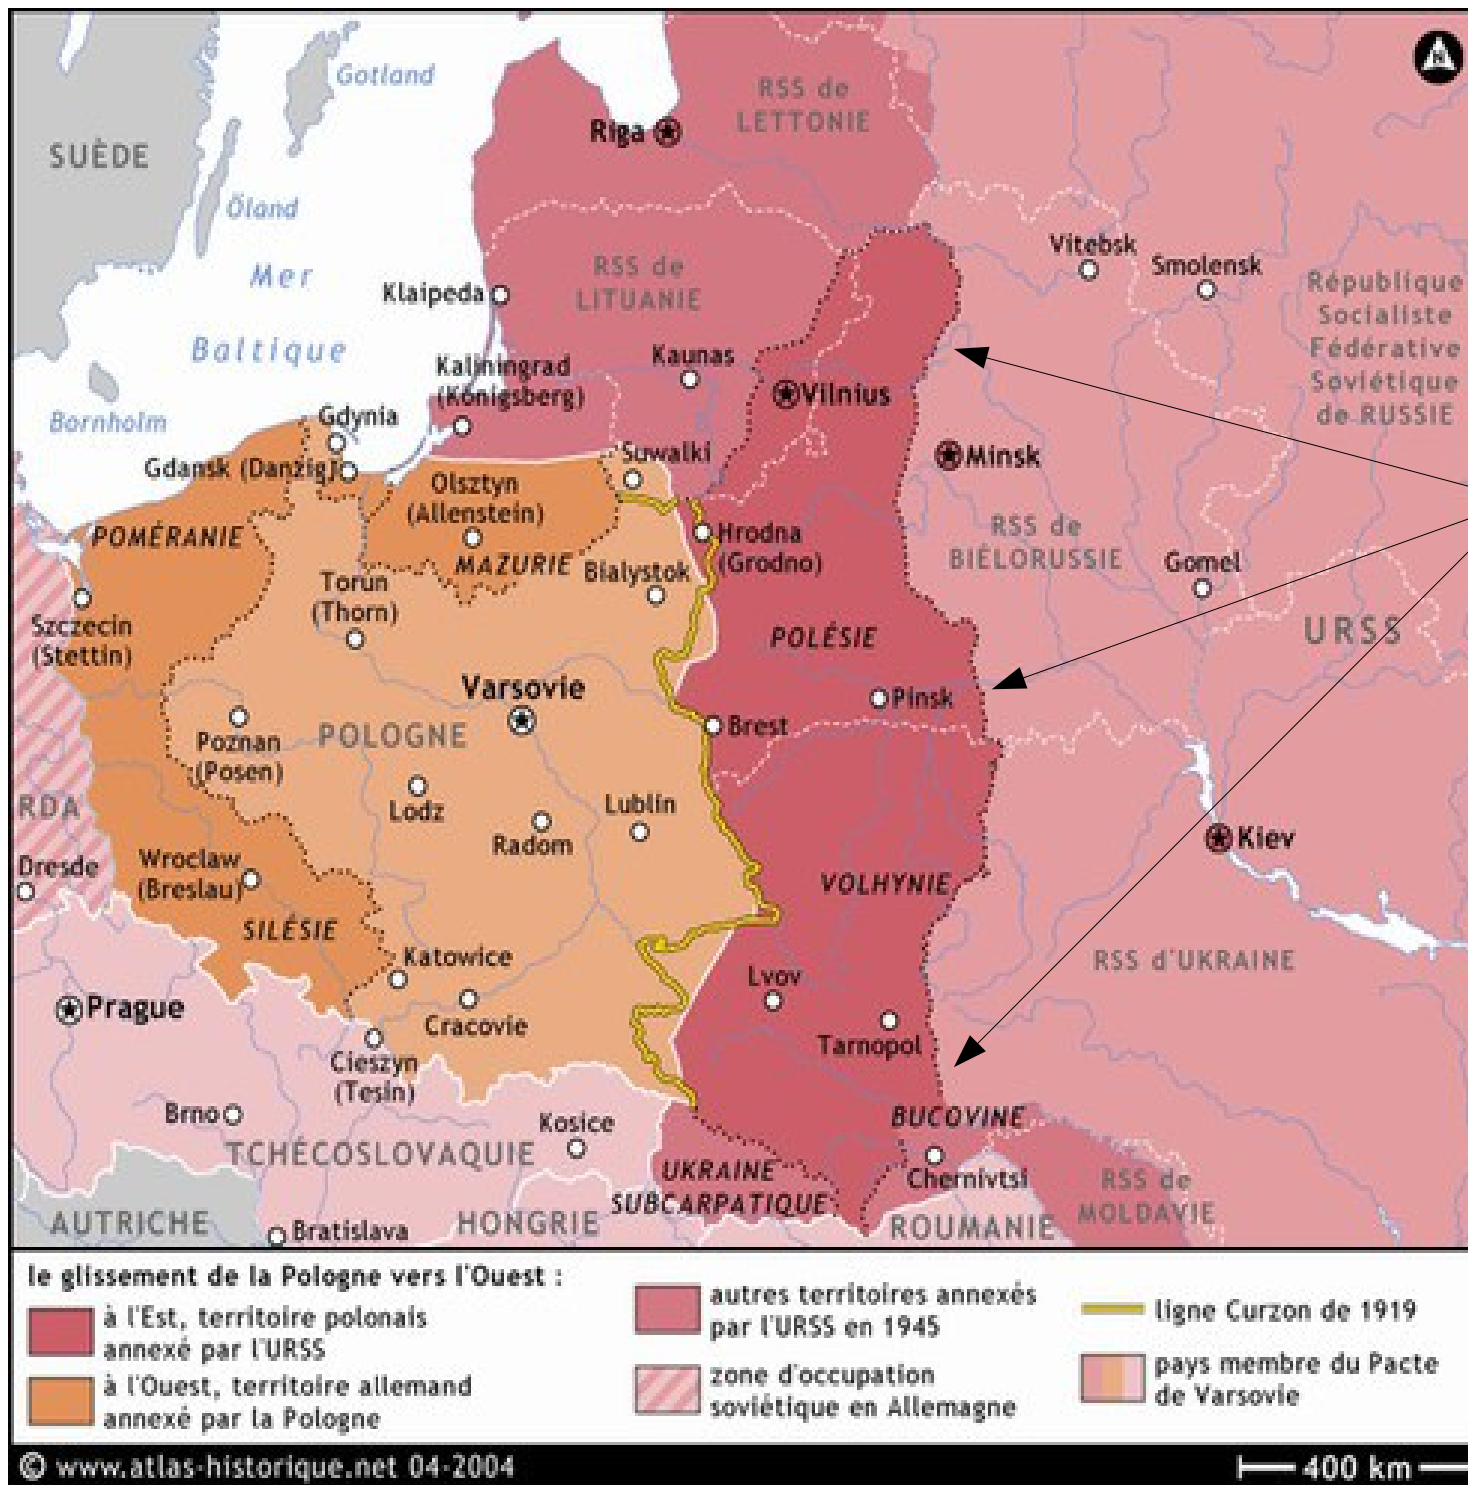 Gotland
RSS de
LETTONIE
Riga
SUÈDE
Öland
Vitebsk
Smolensk
Mer
RSS de
LITUANIE
Klaipeda
République
Socialiste
Fédérative
Soviétique
de RUSSIE
Baltique
Kaliningrad
(Königsberg)
Kaunas
Vilnius
Bornholm
Gdynia
Gdansk (Danzig)
Suwalki
Minsk
Olsztyn
(Allenstein)
POMÉRANIE
MAZURIE
Hrodna
(Grodno)
RSS de
BIÉLORUSSIE
Gomel
Torun
(Thorn)
Bialystok
Szczecin
(Stettin)
POLÉSIE
URSS
Varsovie
Pinsk
Poznan
(Posen)
POLOGNE
Brest
RDA
Lodz
Radom
Lublin
Kiev
Dresde
Wroclaw
(Breslau)
VOLHYNIE
SILÉSIE
Katowice
RSS d'UKRAINE
Lvov
Prague
Cracovie
Tarnopol
Cieszyn
(Tesin)
Brno
Kosice
BUCOVINE
TCHÉCOSLOVAQUIE
UKRAINE
SUBCARPATIQUE
Chernivtsi
RSS de
MOLDAVIE
AUTRICHE
Bratislava
HONGRIE
ROUMANIE
le glissement de la Pologne vers l'Ouest :
à l'Est, territoire polonais
annexé par l'URSS
à l'Ouest, territoire allemand
annexé par la Pologne
autres territoires annexés
par l'URSS en 1945
zone d'occupation
soviétique en Allemagne
ligne Curzon de 1919
pays membre du Pacte
de Varsovie
© www.atlas-historique.net 04-2004
400 km
N